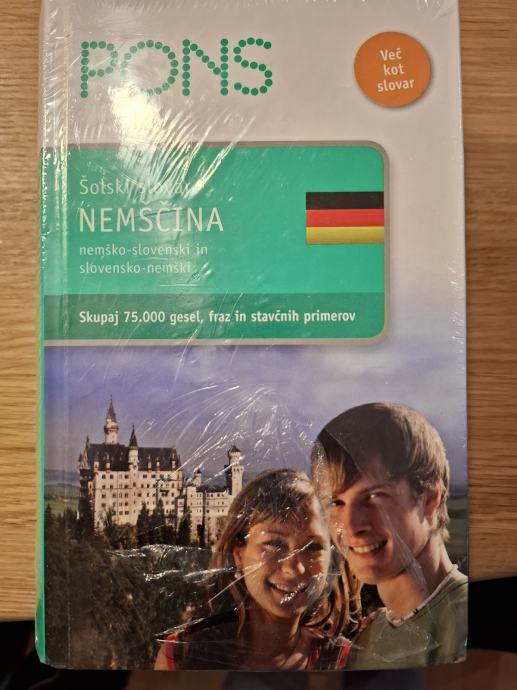 PONS
Več
kot
slovar
Šolski slovar
NEMŠČINA
nemško-slovenski in
slovensko-nemški
Skupaj 75.000 gesel, fraz in stavčnih primerov